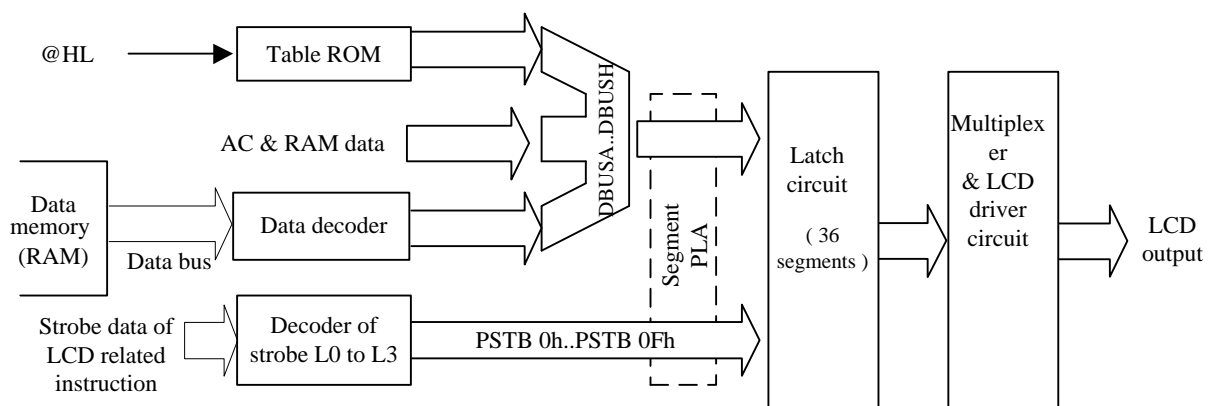 @HL
Table ROM
AC & RAM data
DBUSA..DBUSH
Data
memory
(RAM)
Data bus
Data decoder
Segment
PLA
Strobe data of
LCD related
instruction
Decoder of
strobe L0 to L3
PSTB 0h..PSTB 0Fh
Latch
circuit
( 36
segments )
Multiplex
er
& LCD
driver
circuit
LCD
output